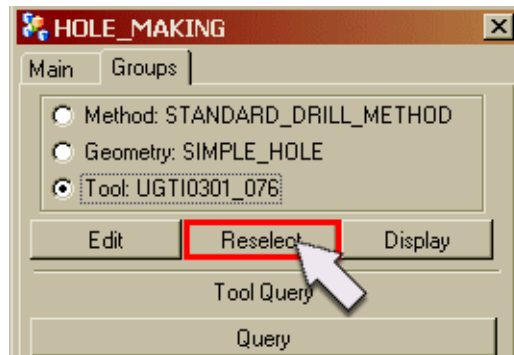 HOLE_MAKING
Main Groups
Method: STANDARD_DRILL_METHOD
Geometry: SIMPLE_HOLE
Tool: UGTI0301_076
Edit Reselect Display
Tool Query
Query